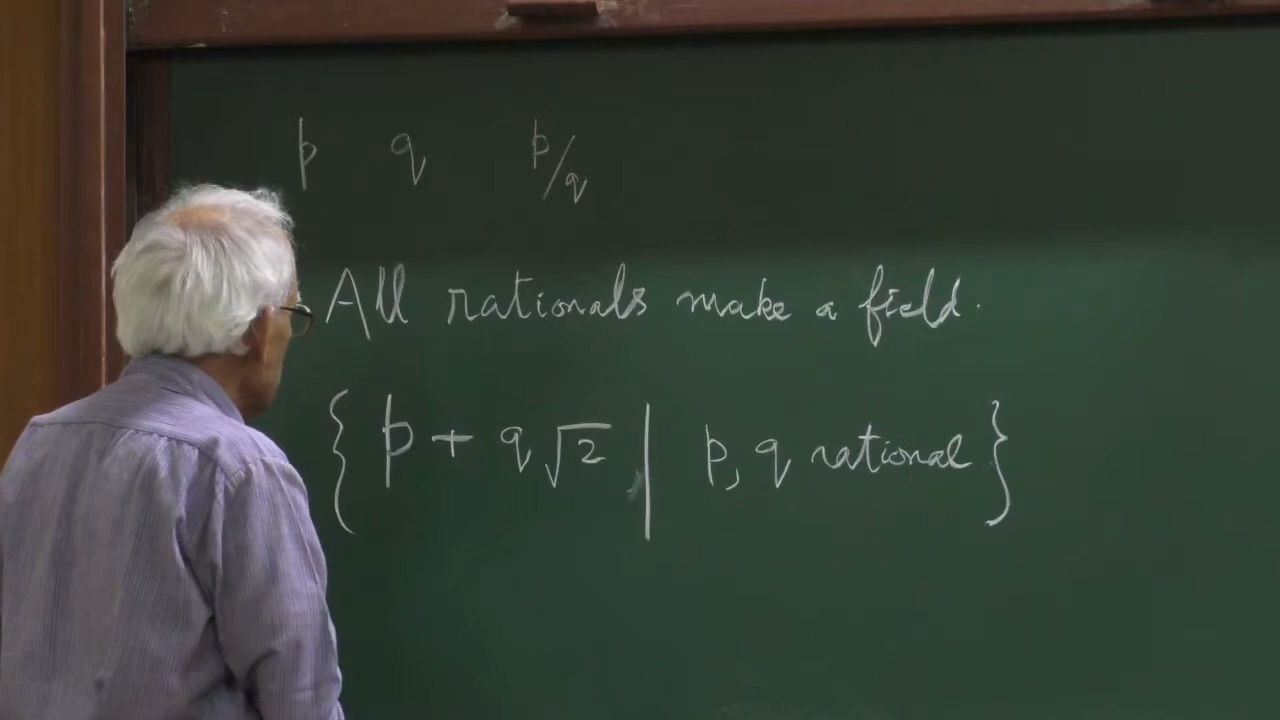 p q p/q
All rationals make a field.
{ p + q√2 | p, q rational }